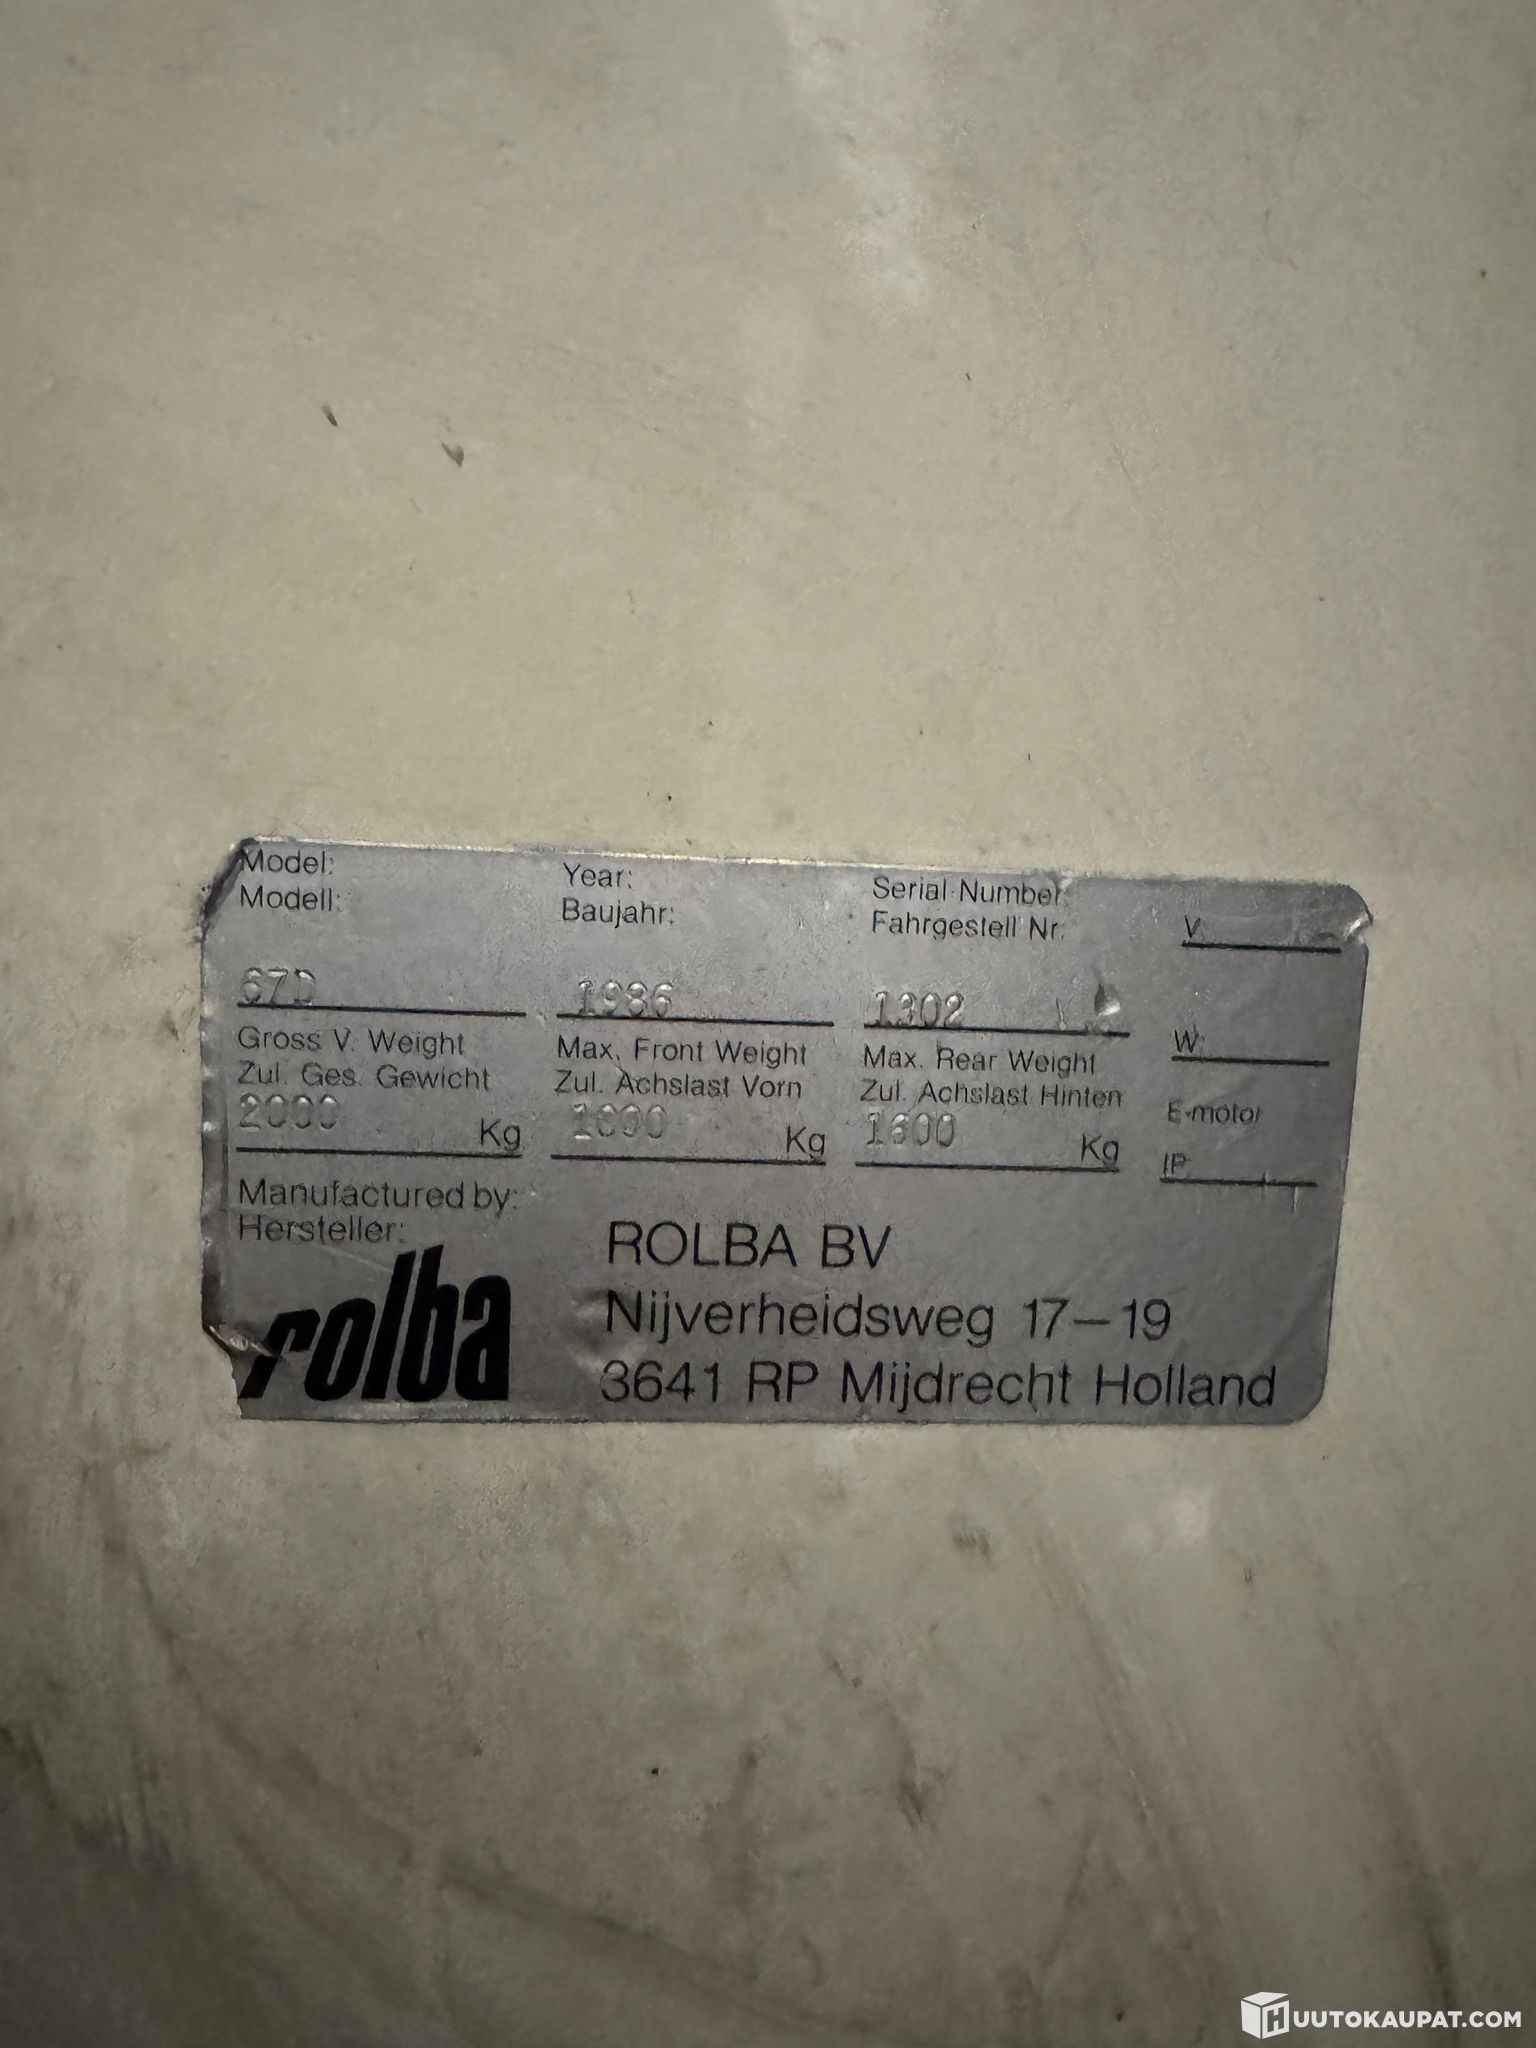 Model:
Modell:
67D
Year:
Baujahr:
1986
Serial Number:
Fahrgestell Nr:
1302
V:
W:
E-motor
IP
Gross V. Weight
Zul. Ges. Gewicht
2000 Kg
Max. Front Weight
Zul. Achslast Vorn
Kg
Max. Rear Weight
Zul. Achslast Hinten
1600 Kg
Manufactured by:
Hersteller:
rolba
ROLBA BV
Nijverheidsweg 17-19
3641 RP Mijdrecht Holland
HUUTOKAUPAT.COM